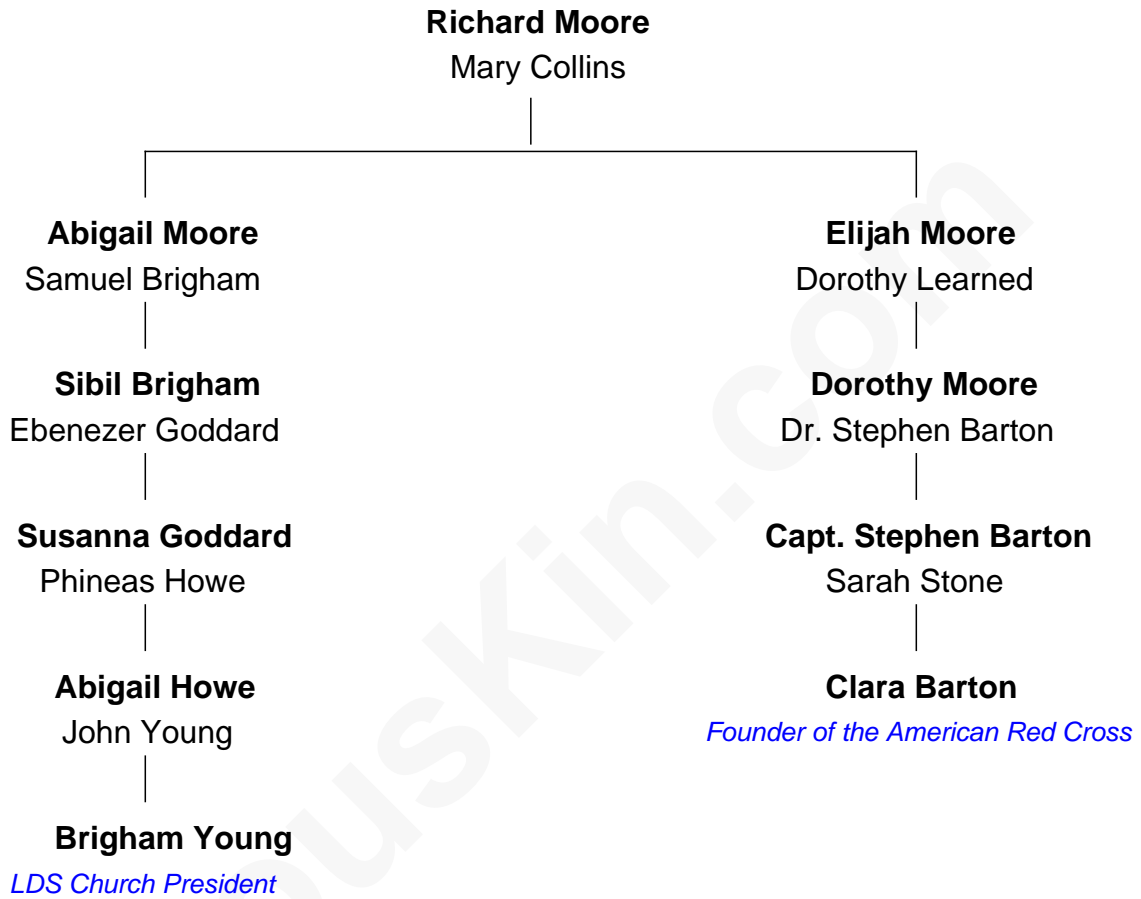 Richard Moore
Mary Collins
Abigail Moore
Samuel Brigham
Elijah Moore
Dorothy Learned
Sibil Brigham
Ebenezer Goddard
Dorothy Moore
Dr. Stephen Barton
Susanna Goddard
Phineas Howe
Capt. Stephen Barton
Sarah Stone
Abigail Howe
John Young
Clara Barton
Founder of the American Red Cross
Brigham Young
LDS Church President
ousKin.com